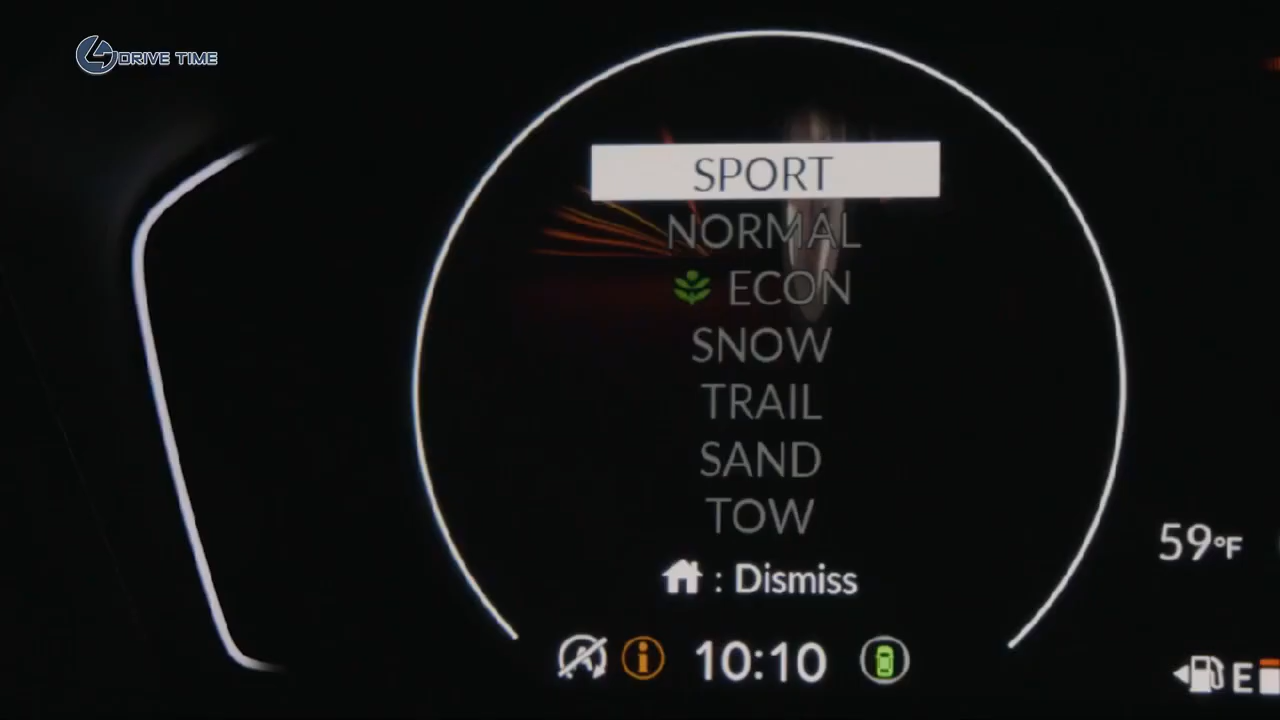 DRIVE TIME
SPORT
NORMAL
ECON
SNOW
TRAIL
SAND
TOW
: Dismiss
59°F
10:10
E